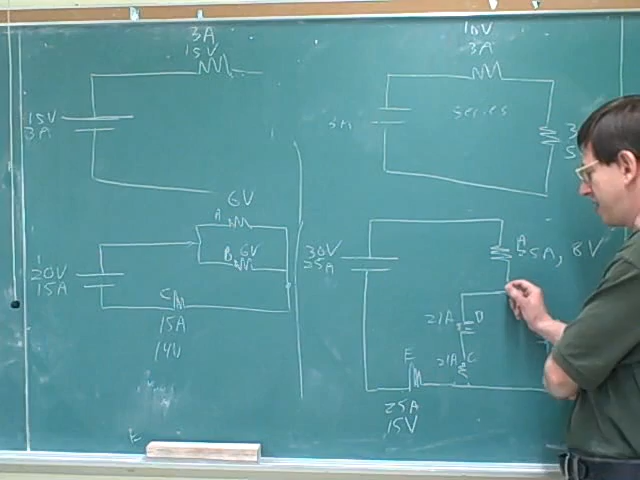 3A
15V
15V
3A
6V
A
B 6V
20V
15A
C
15A
14V
10V
3A
series
3
30V
25A
A
25A, 8V
21A
D
21A C
E
25A
15V